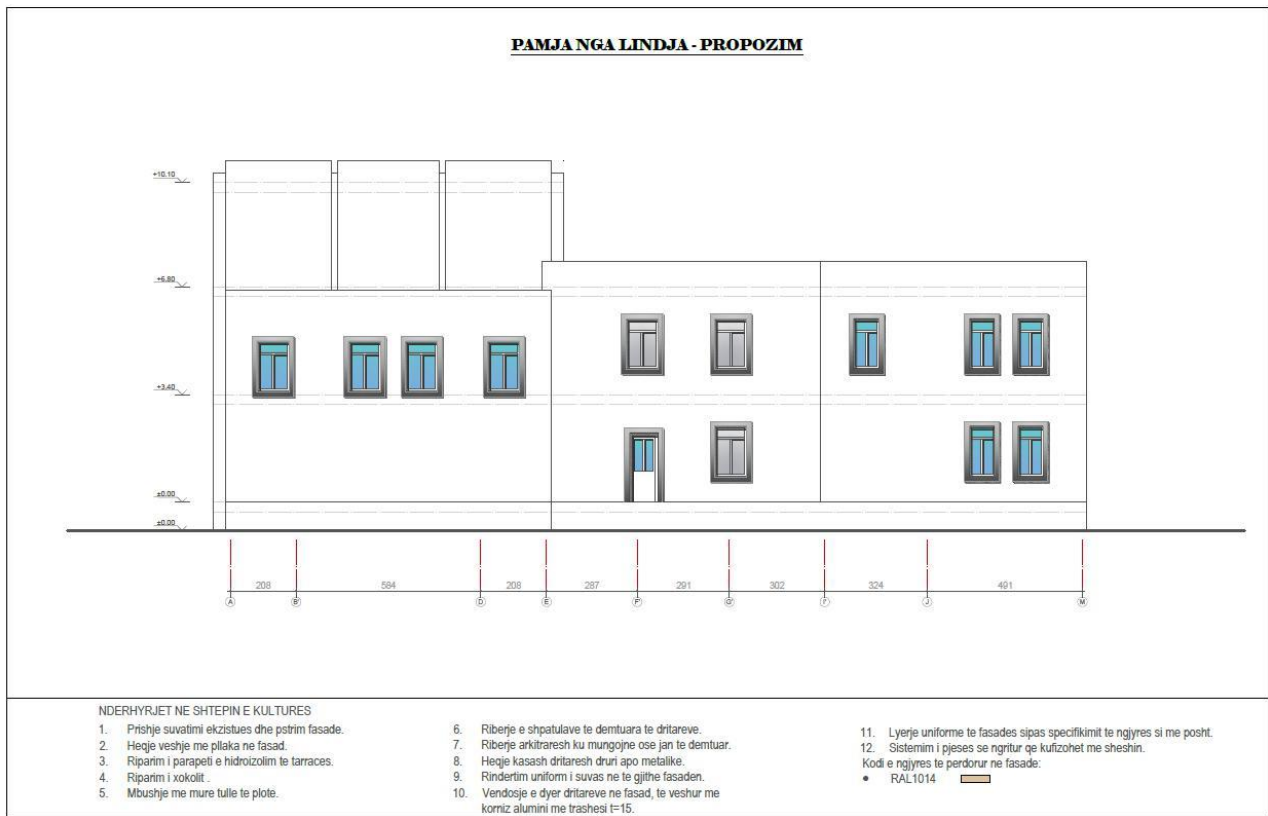 PAMJA NGA LINDJA - PROPOZIM
+10.10
+6.80
+3.40
±0.00
±0.00
208 584 208 287 291 302 324 491
A B' D E F' G' I' J M
NDERHYRJET NE SHTEPIN E KULTURES
1. Prishje suvatimi ekzistues dhe pstrim fasade.
2. Heqje veshje me pllaka ne fasad.
3. Riparim i parapeti e hidroizolim te tarraces.
4. Riparim i xokolit .
5. Mbushje me mure tulle te plote.
6. Riberje e shpatulave te demtuara te dritareve.
7. Riberje arkitraresh ku mungojne ose jan te demtuar.
8. Heqje kasash dritaresh druri apo metalike.
9. Rindertim uniform i suvas ne te gjithe fasaden.
10. Vendosje e dyer dritareve ne fasad, te veshur me
korniz alumini me trashesi t=15.
11. Lyerje uniforme te fasades sipas specifikimit te ngjyres si me posht.
12. Sistemim i pjeses se ngritur qe kufizohet me sheshin.
Kodi e ngjyres te perdorur ne fasade:
• RAL1014